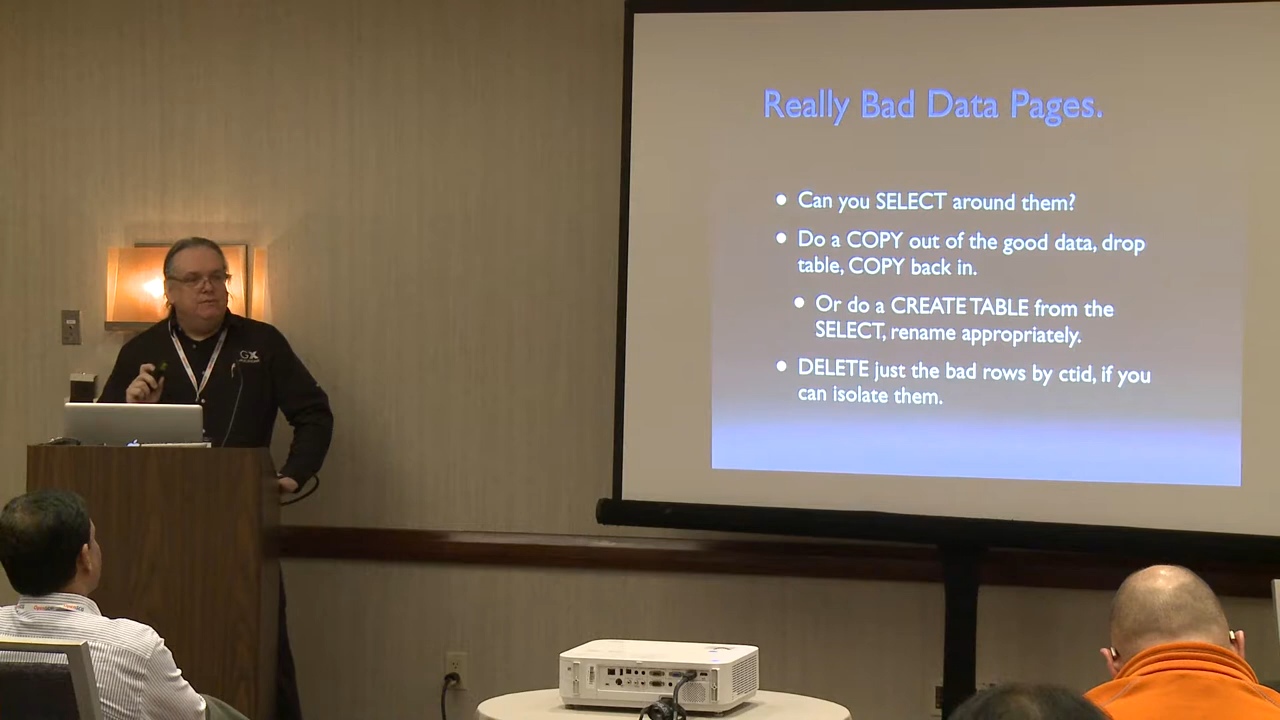 Really Bad Data Pages.
Can you SELECT around them?
Do a COPY out of the good data, drop
table, COPY back in.
Or do a CREATE TABLE from the
SELECT, rename appropriately.
DELETE just the bad rows by ctid, if you
can isolate them.
GX